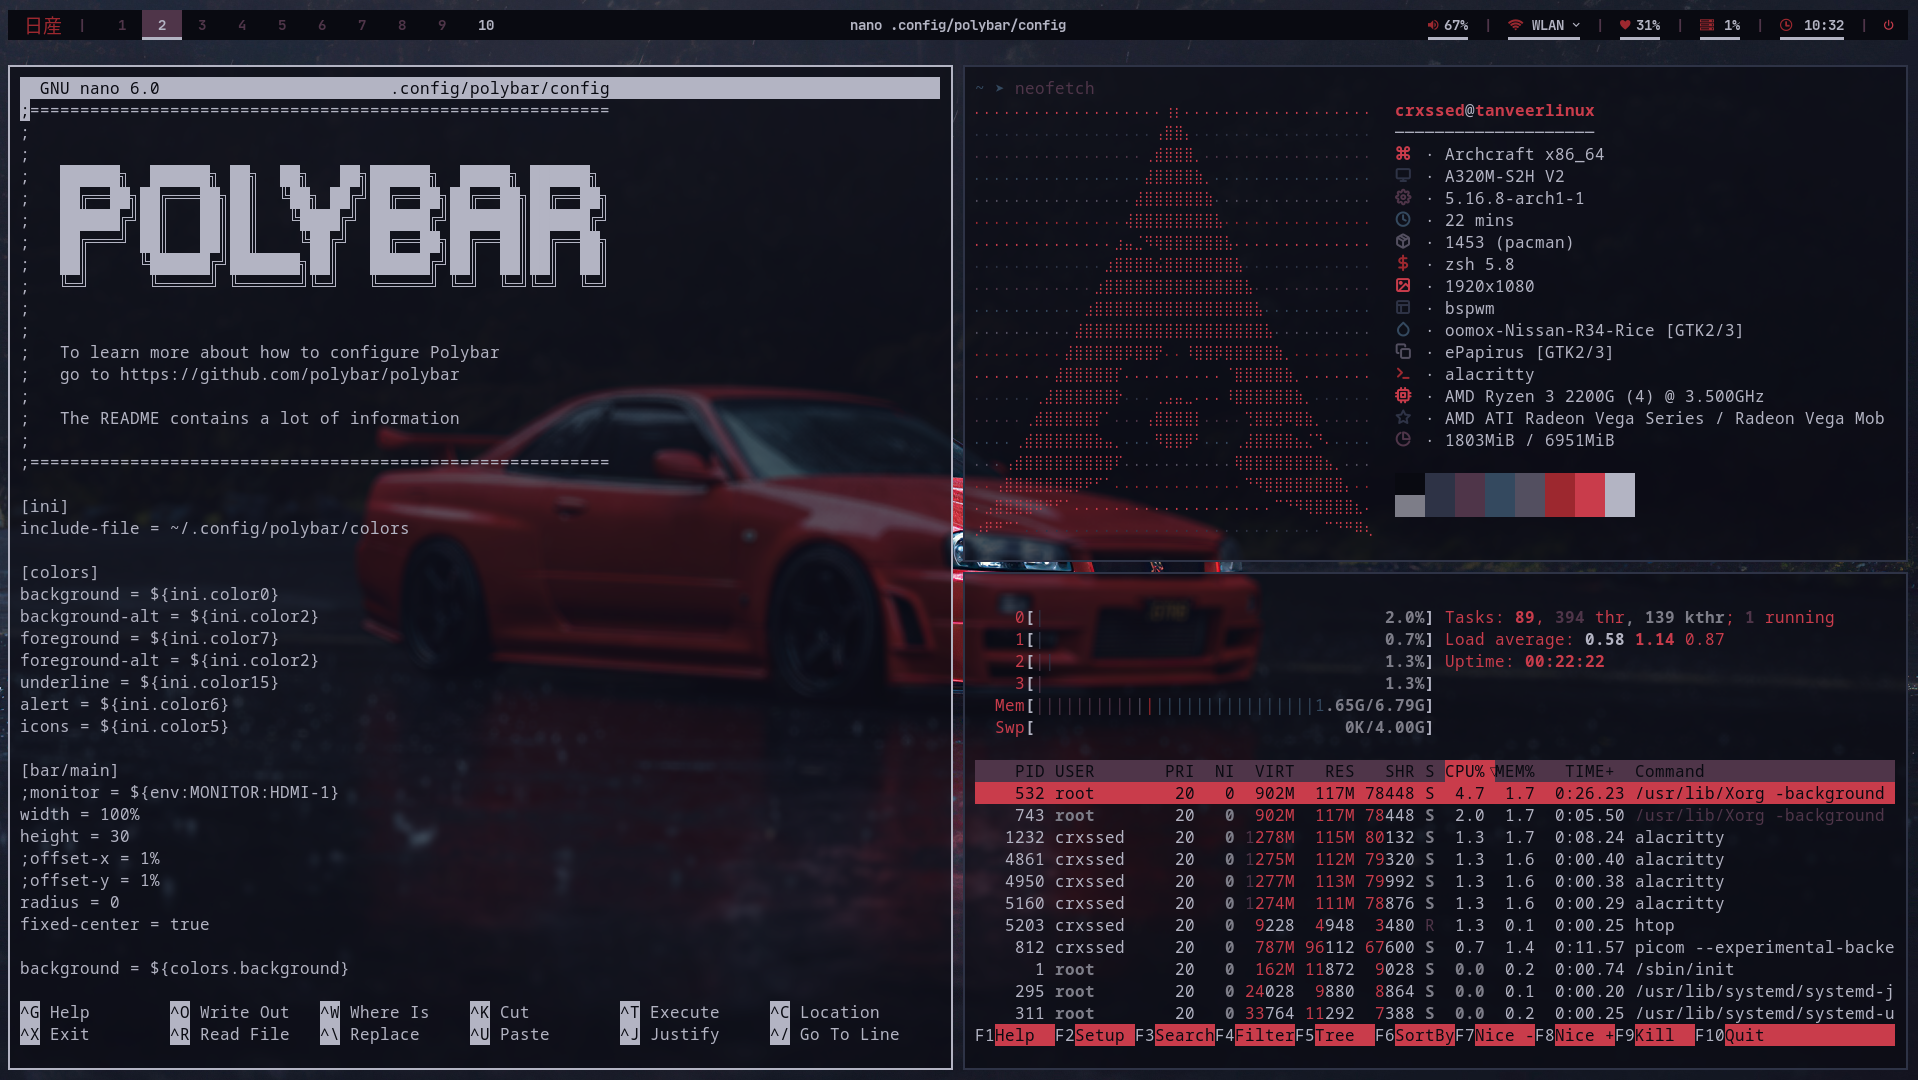 日産 | 1 2 3 4 5 6 7 8 9 10
nano .config/polybar/config
67% | WLAN | 31% | 1% | 10:32 |
GNU nano 6.0 .config/polybar/config
;==========================================================
;
;
; POLYBAR
;
;
;
;
;
;
;
;
; To learn more about how to configure Polybar
; go to https://github.com/polybar/polybar
;
; The README contains a lot of information
;
;==========================================================
[ini]
include-file = ~/.config/polybar/colors
[colors]
background = ${ini.color0}
background-alt = ${ini.color2}
foreground = ${ini.color7}
foreground-alt = ${ini.color2}
underline = ${ini.color15}
alert = ${ini.color6}
icons = ${ini.color5}
[bar/main]
;monitor = ${env:MONITOR:HDMI-1}
width = 100%
height = 30
;offset-x = 1%
;offset-y = 1%
radius = 0
fixed-center = true
background = ${colors.background}
^G Help ^O Write Out ^W Where Is ^K Cut ^T Execute ^C Location
^X Exit ^R Read File ^\ Replace ^U Paste ^J Justify ^/ Go To Line
~ ➤ neofetch
crxssed@tanveerlinux
────────────────────
· Archcraft x86_64
· A320M-S2H V2
· 5.16.8-arch1-1
· 22 mins
· 1453 (pacman)
· zsh 5.8
· 1920x1080
· bspwm
· oomox-Nissan-R34-Rice [GTK2/3]
· ePapirus [GTK2/3]
· alacritty
· AMD Ryzen 3 2200G (4) @ 3.500GHz
· AMD ATI Radeon Vega Series / Radeon Vega Mob
· 1803MiB / 6951MiB
0[| 2.0%] Tasks: 89, 394 thr, 139 kthr; 1 running
1[| 0.7%] Load average: 0.58 1.14 0.87
2[|| 1.3%] Uptime: 00:22:22
3[| 1.3%]
Mem[||||||||||||||||||||||||||||1.65G/6.79G]
Swp[ 0K/4.00G]
PID USER PRI NI VIRT RES SHR S CPU%▽MEM% TIME+ Command
532 root 20 0 902M 117M 78448 S 4.7 1.7 0:26.23 /usr/lib/Xorg -background
743 root 20 0 902M 117M 78448 S 2.0 1.7 0:05.50 /usr/lib/Xorg -background
1232 crxssed 20 0 1278M 115M 80132 S 1.3 1.7 0:08.24 alacritty
4861 crxssed 20 0 1275M 112M 79320 S 1.3 1.6 0:00.40 alacritty
4950 crxssed 20 0 1277M 113M 79992 S 1.3 1.6 0:00.38 alacritty
5160 crxssed 20 0 1274M 111M 78876 S 1.3 1.6 0:00.29 alacritty
5203 crxssed 20 0 9228 4948 3480 R 1.3 0.1 0:00.25 htop
812 crxssed 20 0 787M 96112 67600 S 0.7 1.4 0:11.57 picom --experimental-backe
1 root 20 0 162M 11872 9028 S 0.0 0.2 0:00.74 /sbin/init
295 root 20 0 24028 9880 8864 S 0.0 0.1 0:00.20 /usr/lib/systemd/systemd-j
311 root 20 0 33764 11292 7388 S 0.0 0.2 0:00.25 /usr/lib/systemd/systemd-u
F1Help F2Setup F3SearchF4FilterF5Tree F6SortByF7Nice -F8Nice +F9Kill F10Quit